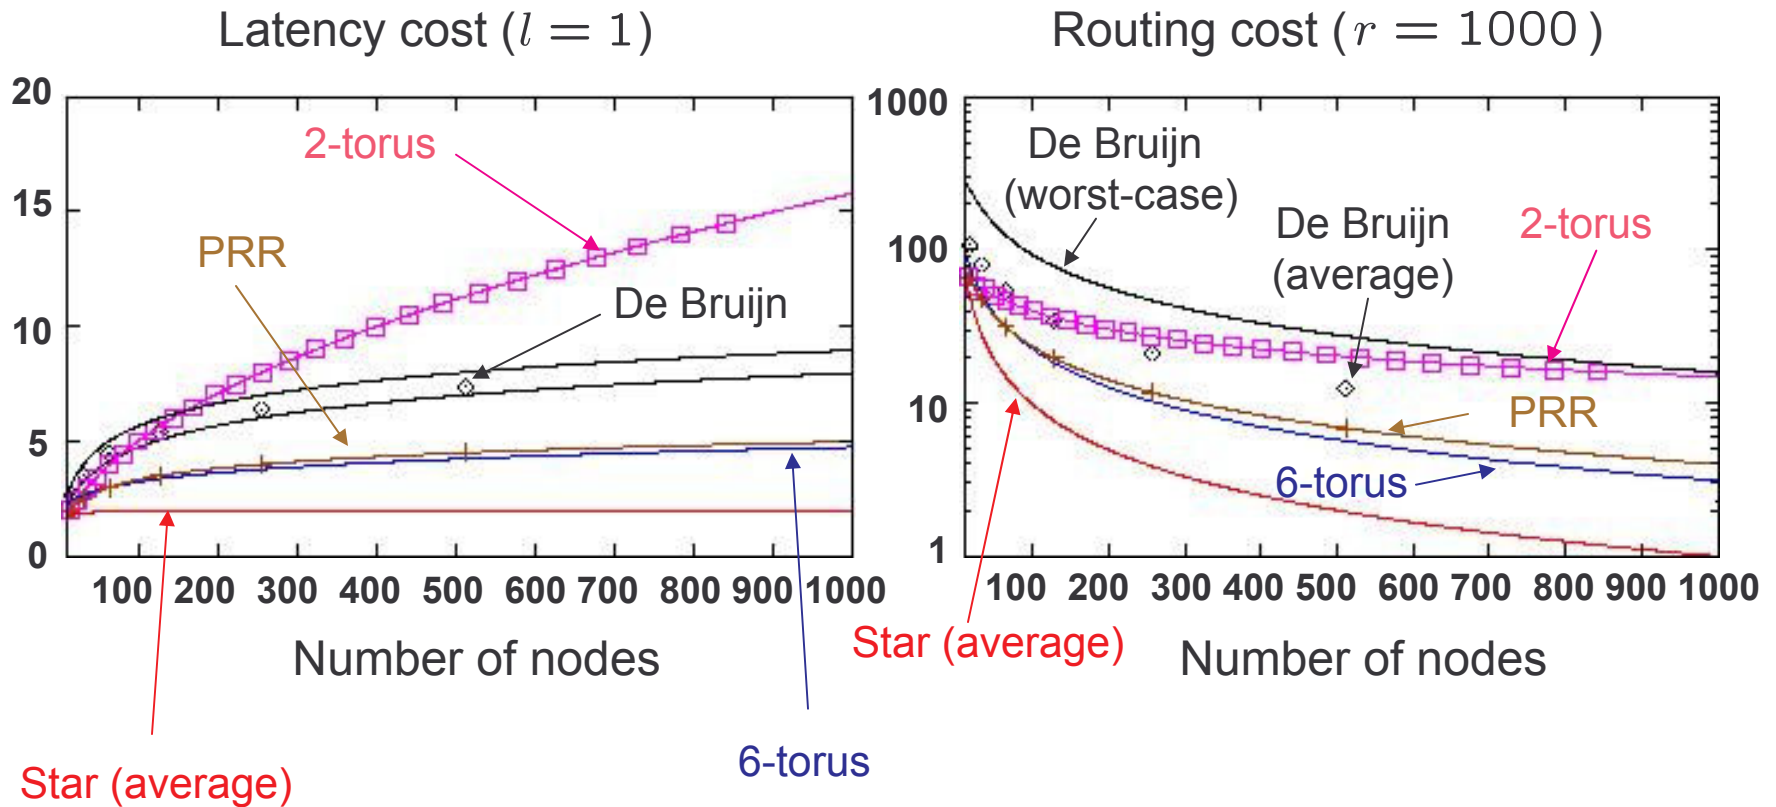 Latency cost (l = 1)
20
15
10
5
0
2-torus
PRR
De Bruijn
100 200 300 400 500 600 700 800 900 1000
Number of nodes
Star (average)
6-torus
Routing cost (r = 1000)
1000
100
10
1
De Bruijn
(worst-case)
De Bruijn
(average)
2-torus
PRR
6-torus
100 200 300 400 500 600 700 800 900 1000
Star (average)
Number of nodes